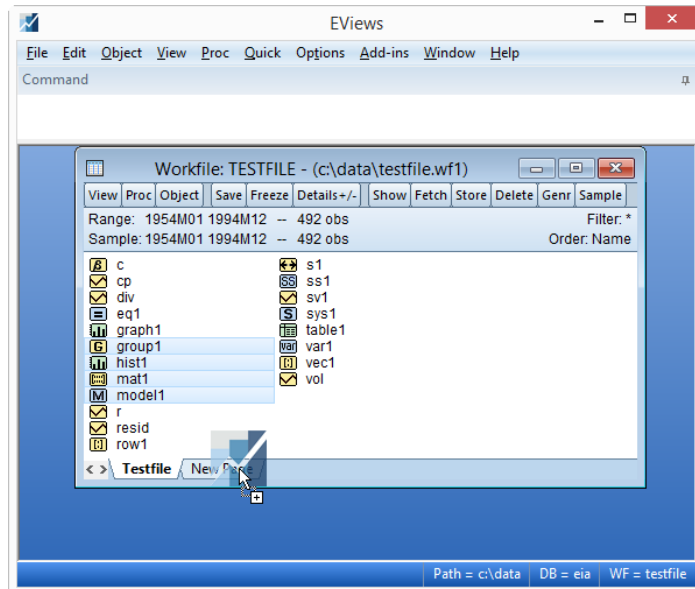 EViews
File Edit Object View Proc Quick Options Add-ins Window Help
Command
Workfile: TESTFILE - (c:\data\testfile.wf1)
View Proc Object Save Freeze Details+/- Show Fetch Store Delete Genr Sample
Range: 1954M01 1994M12 -- 492 obs Filter: *
Sample: 1954M01 1994M12 -- 492 obs Order: Name
β c
cp
div
= eq1
graph1
G group1
hist1
mat1
M model1
r
resid
row1
s1
SS ss1
sv1
S sys1
table1
var var1
vec1
vol
< > Testfile New Page
Path = c:\data DB = eia WF = testfile